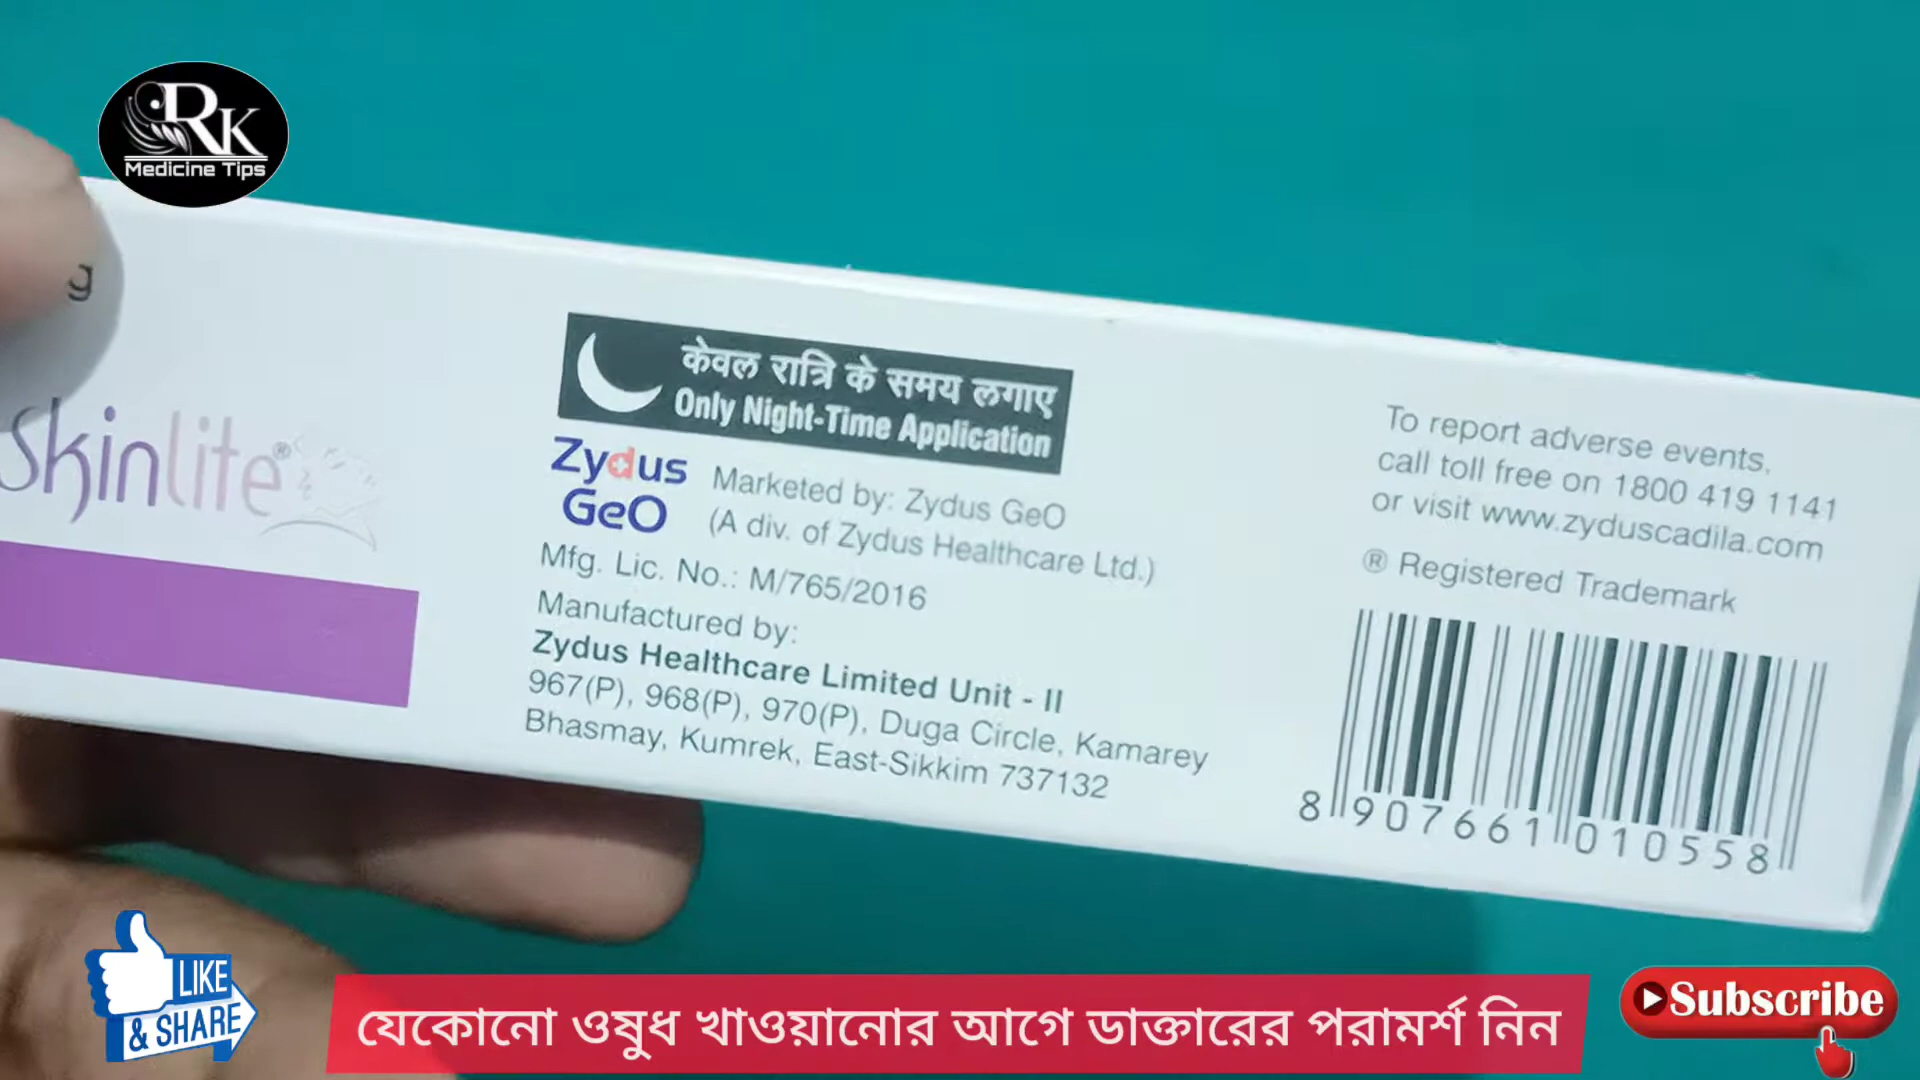 RK
Medicine Tips
g
Skinlite®
केवल रात्रि के समय लगाए
Only Night-Time Application
Zydus
GeO
Marketed by: Zydus GeO
(A div. of Zydus Healthcare Ltd.)
Mfg. Lic. No.: M/765/2016
Manufactured by:
Zydus Healthcare Limited Unit - II
967(P), 968(P), 970(P), Duga Circle, Kamarey
Bhasmay, Kumrek, East-Sikkim 737132
To report adverse events,
call toll free on 1800 419 1141
or visit www.zyduscadila.com
® Registered Trademark
8 907661 010558
LIKE
& SHARE
যেকোনো ওষুধ খাওয়ানোর আগে ডাক্তারের পরামর্শ নিন
Subscribe